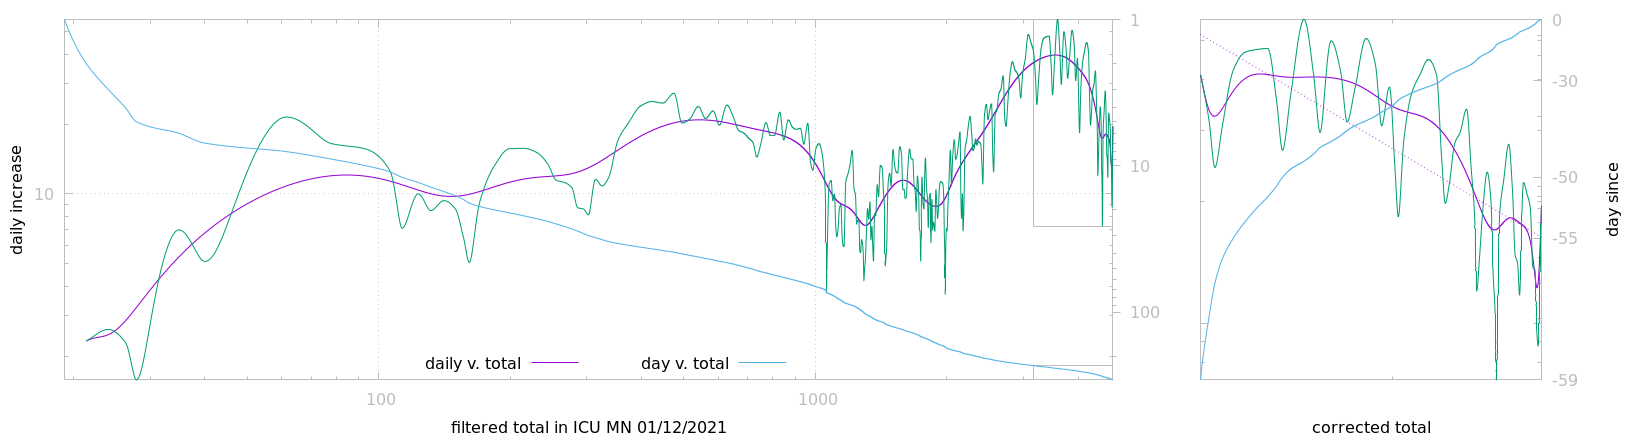 1
0
-30
daily increase
10
10
-50
day since
-55
100
daily v. total
day v. total
-59
100
1000
filtered total in ICU MN 01/12/2021
corrected total